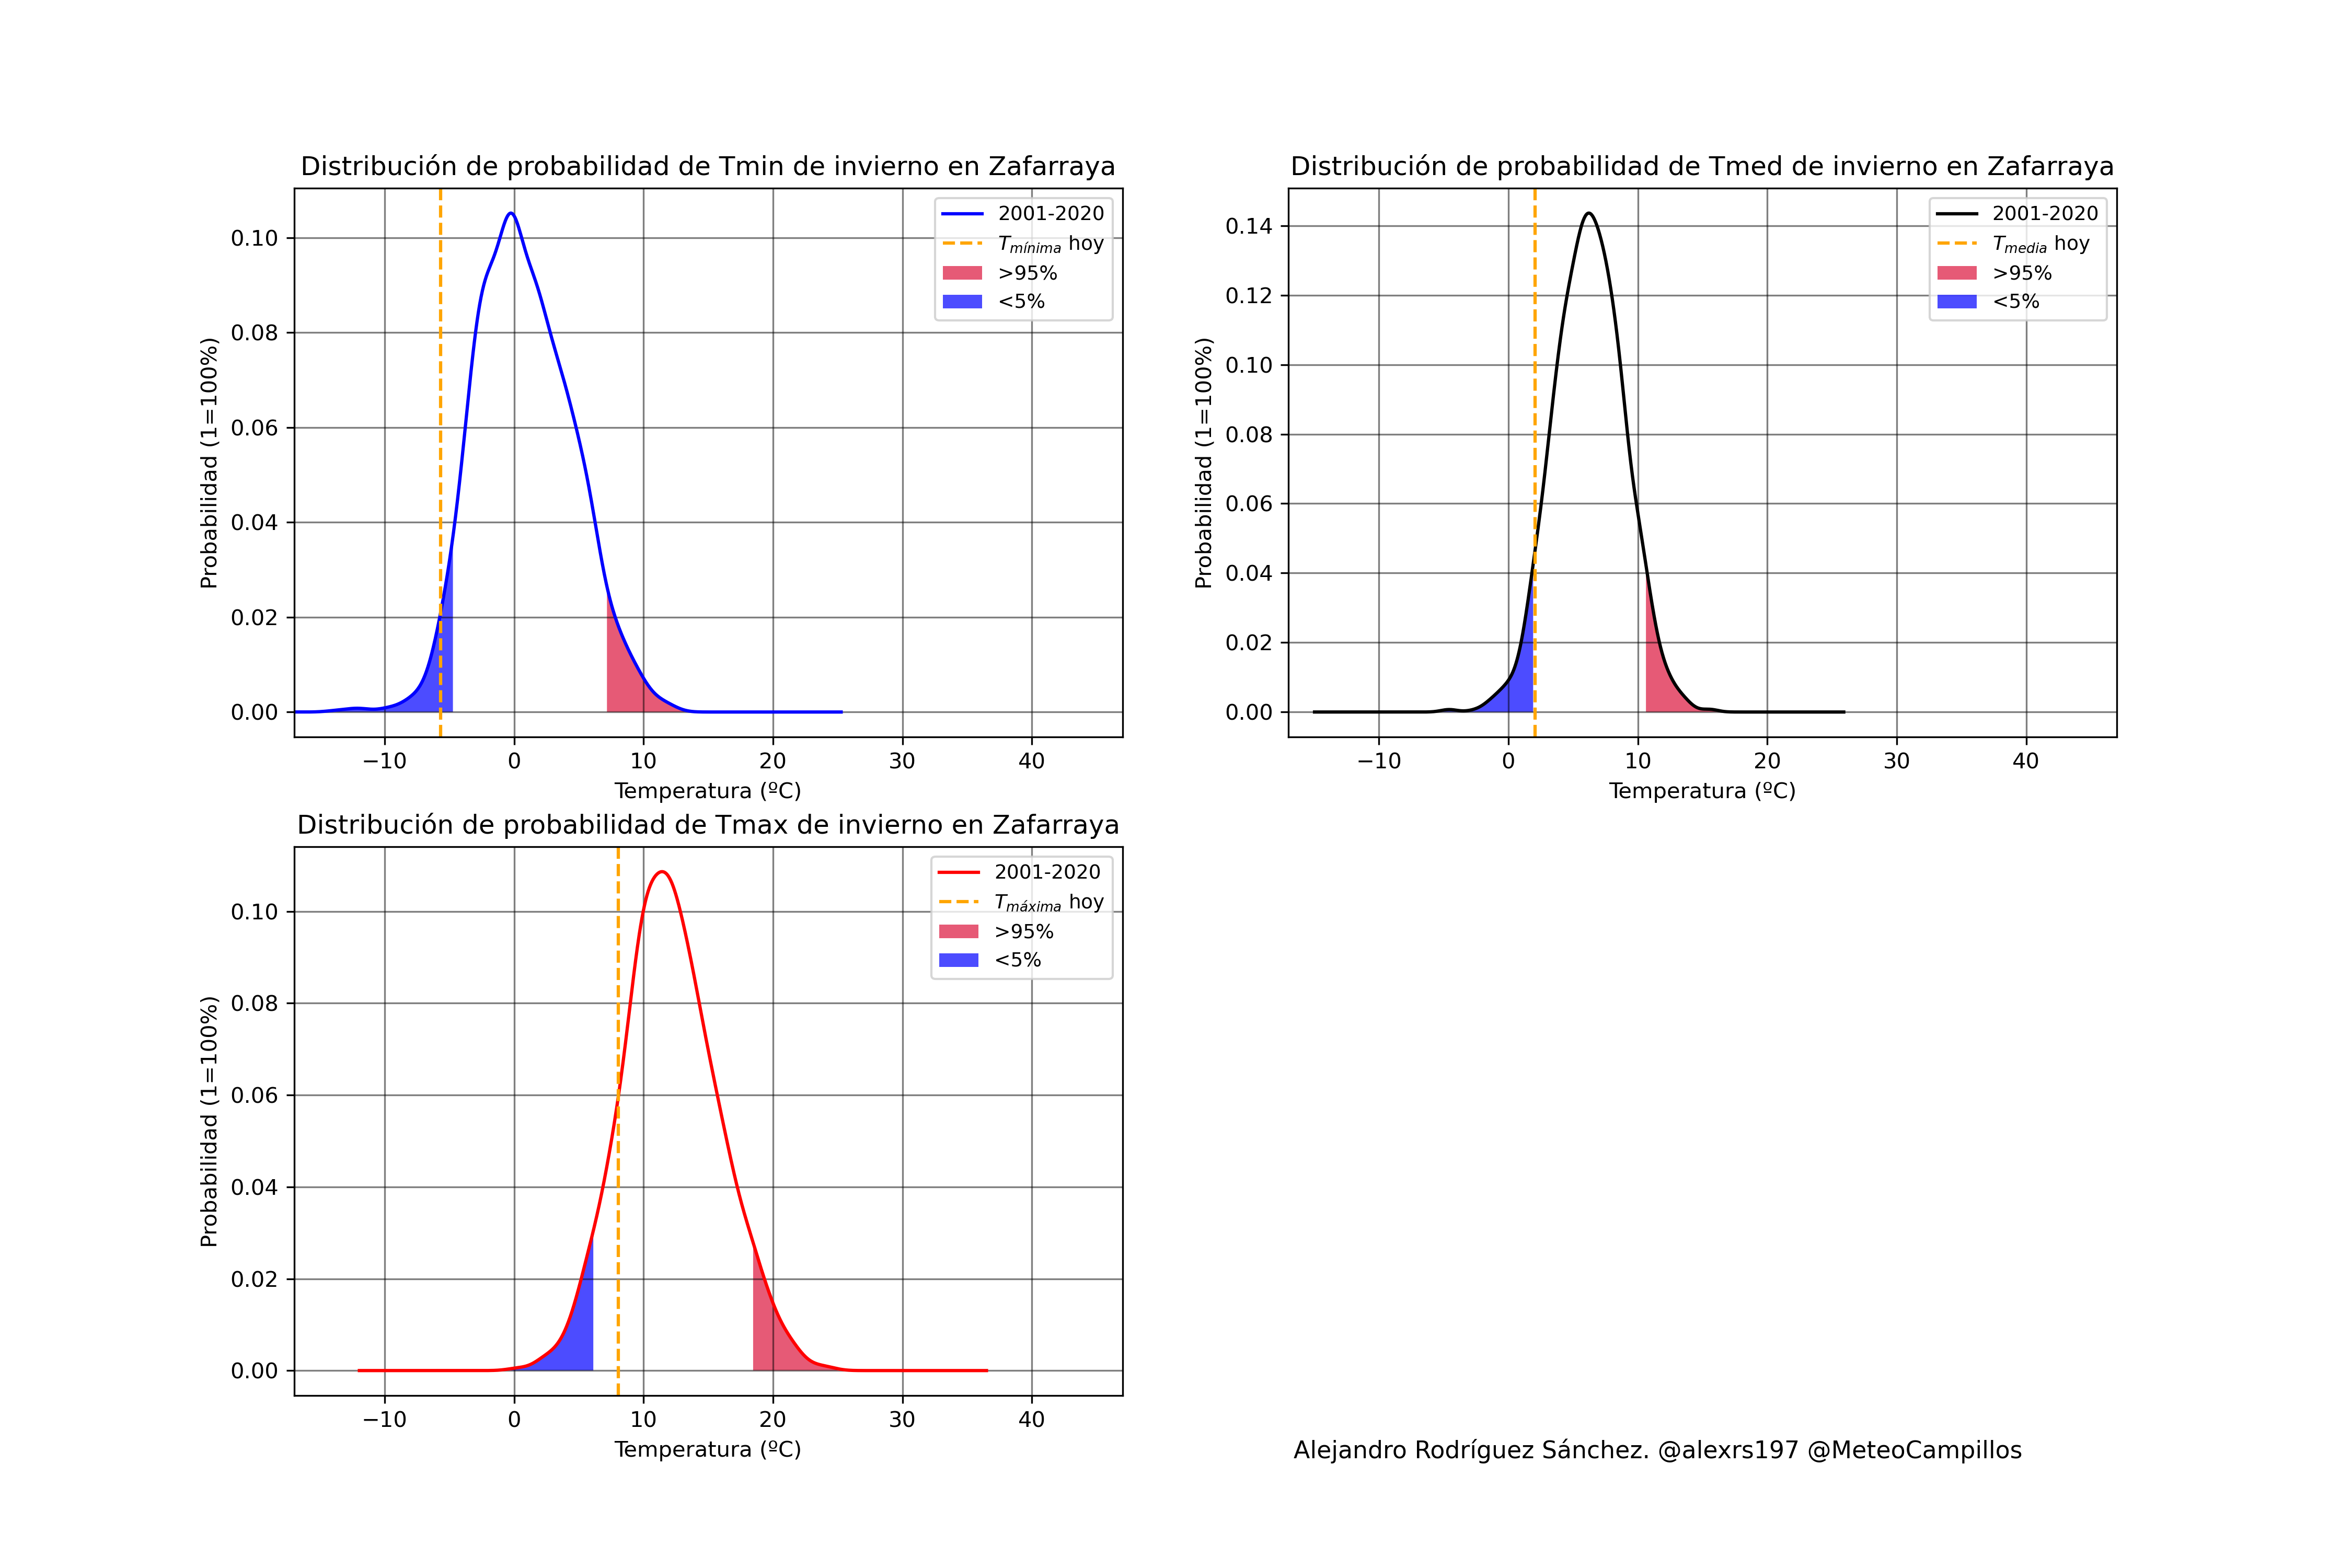 Distribución de probabilidad de Tmin de invierno en Zafarraya
Probabilidad (1=100%)
0.10
0.08
0.06
0.04
0.02
0.00
2001-2020
Tmínima hoy
>95%
<5%
−10 0 10 20 30 40
Temperatura (ºC)
Distribución de probabilidad de Tmed de invierno en Zafarraya
Probabilidad (1=100%)
0.14
0.12
0.10
0.08
0.06
0.04
0.02
0.00
2001-2020
Tmedia hoy
>95%
<5%
−10 0 10 20 30 40
Temperatura (ºC)
Distribución de probabilidad de Tmax de invierno en Zafarraya
Probabilidad (1=100%)
0.10
0.08
0.06
0.04
0.02
0.00
2001-2020
Tmáxima hoy
>95%
<5%
−10 0 10 20 30 40
Temperatura (ºC)
Alejandro Rodríguez Sánchez. @alexrs197 @MeteoCampillos